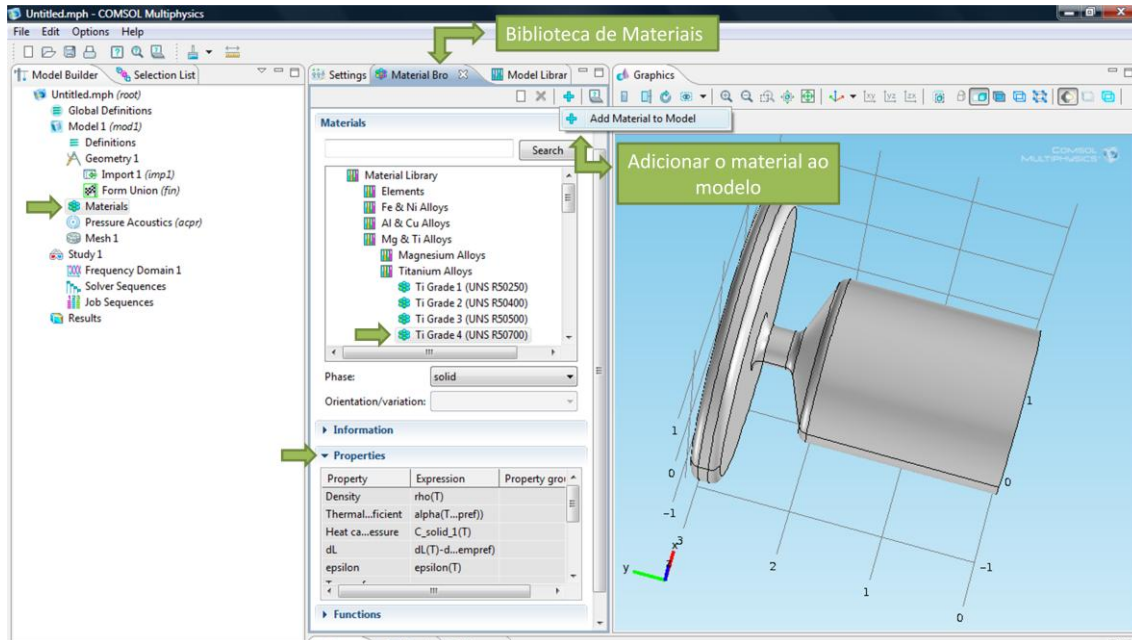 Untitled.mph - COMSOL Multiphysics
File Edit Options Help
Biblioteca de Materiais
Model Builder
Selection List
Untitled.mph (root)
Global Definitions
Model 1 (mod1)
Definitions
Geometry 1
Import 1 (imp1)
Form Union (fin)
Materials
Pressure Acoustics (acpr)
Mesh 1
Study 1
Frequency Domain 1
Solver Sequences
Job Sequences
Results
Settings
Material Bro
Model Librar
Materials
Search
Material Library
Elements
Fe & Ni Alloys
Al & Cu Alloys
Mg & Ti Alloys
Magnesium Alloys
Titanium Alloys
Ti Grade 1 (UNS R50250)
Ti Grade 2 (UNS R50400)
Ti Grade 3 (UNS R50500)
Ti Grade 4 (UNS R50700)
Phase: solid
Orientation/variation:
Information
Properties
Property Expression Property grou
Density rho(T)
Thermal...ficient alpha(T...pref))
Heat ca...essure C_solid_1(T)
dL dL(T)-d...empref)
epsilon epsilon(T)
Functions
Graphics
xy yz zx
Add Material to Model
Adicionar o material ao
modelo
COMSOL
MULTIPHYSICS
1
0
-1
3
2
1
0
1
0
-1
y x